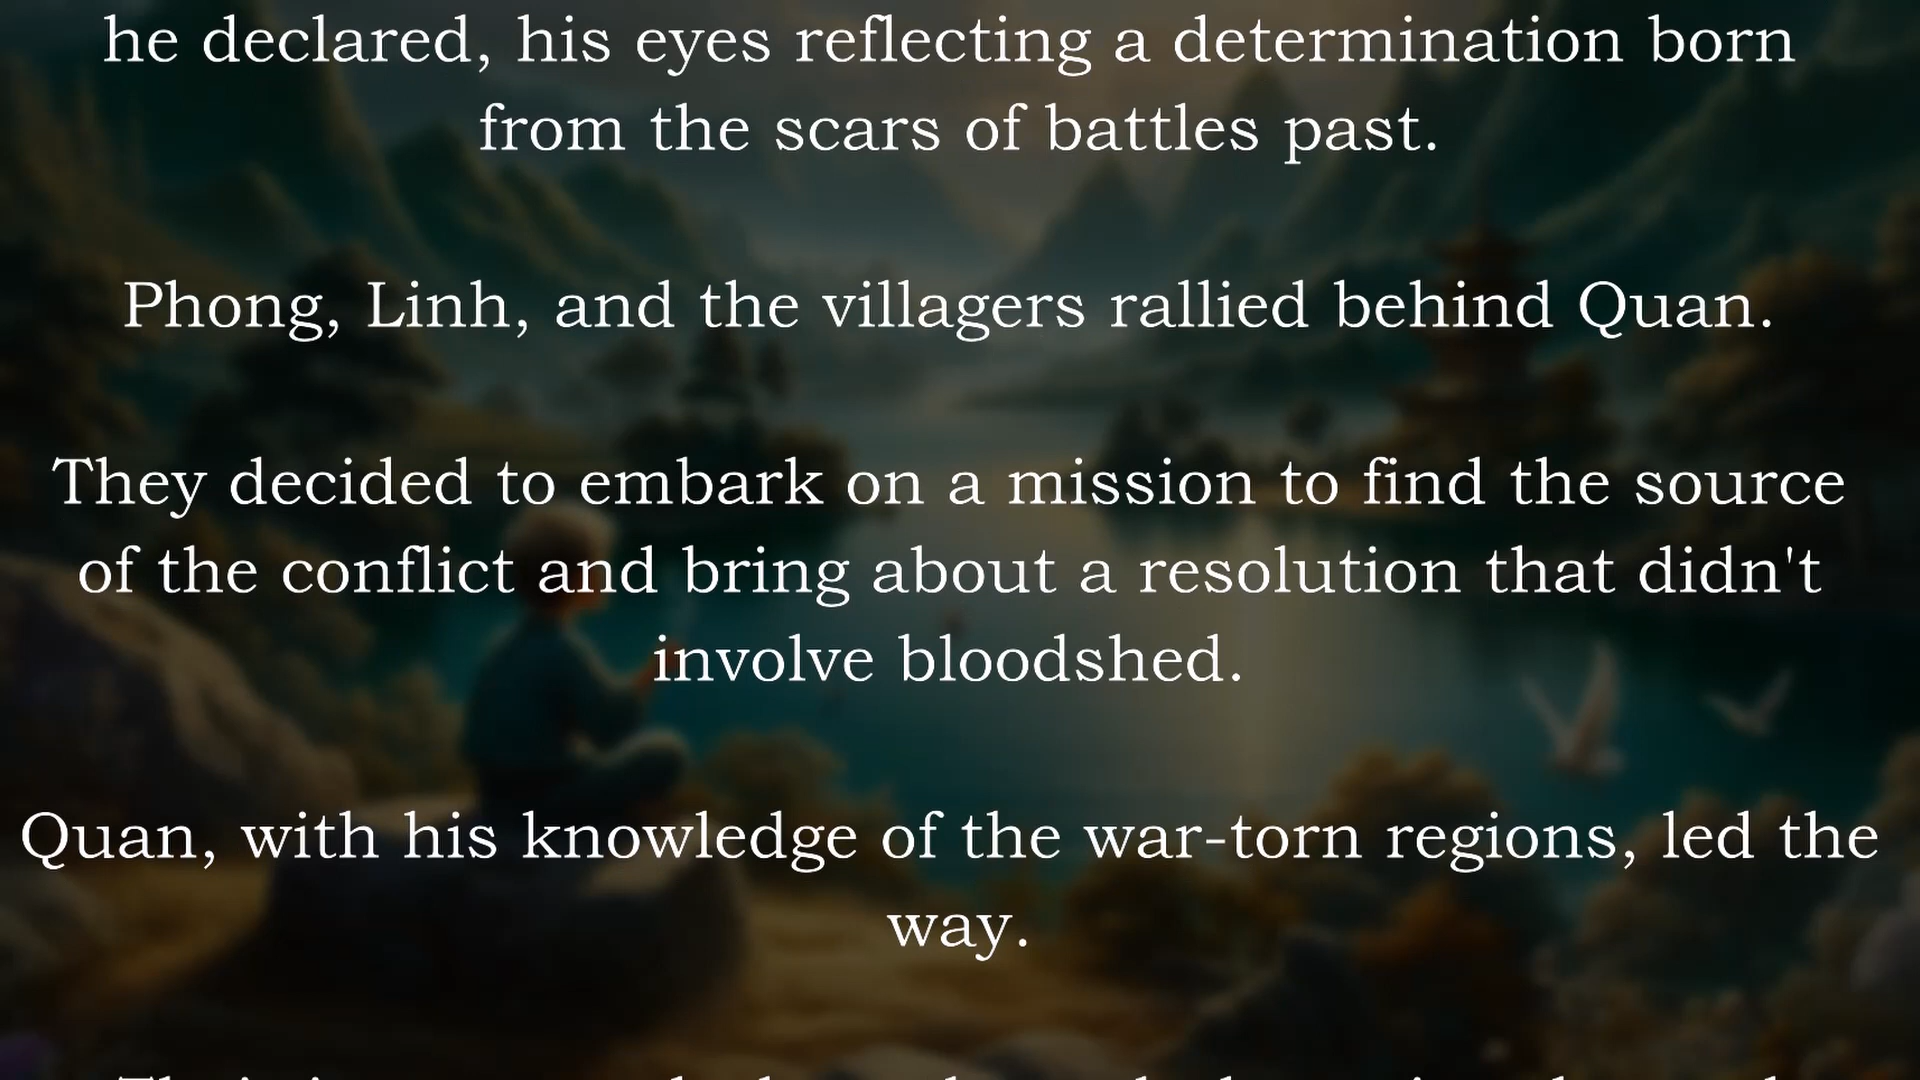 he declared, his eyes reflecting a determination born
from the scars of battles past.
Phong, Linh, and the villagers rallied behind Quan.
They decided to embark on a mission to find the source
of the conflict and bring about a resolution that didn't
involve bloodshed.
Quan, with his knowledge of the war-torn regions, led the
way.